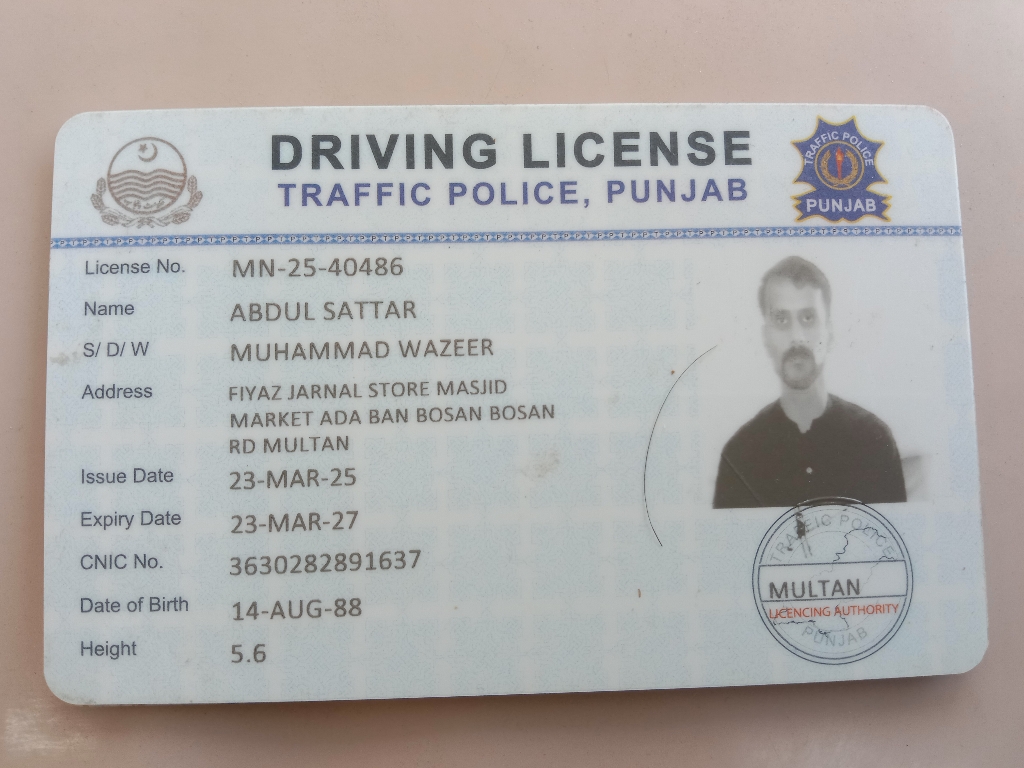 DRIVING LICENSE
TRAFFIC POLICE, PUNJAB
TRAFFIC POLICE
PUNJAB
License No. MN-25-40486
Name ABDUL SATTAR
S/ D/ W MUHAMMAD WAZEER
Address FIYAZ JARNAL STORE MASJID
MARKET ADA BAN BOSAN BOSAN
RD MULTAN
Issue Date 23-MAR-25
Expiry Date 23-MAR-27
CNIC No. 3630282891637
Date of Birth 14-AUG-88
Height 5.6
TRAFFIC POLICE
MULTAN
LICENCING AUTHORITY
PUNJAB